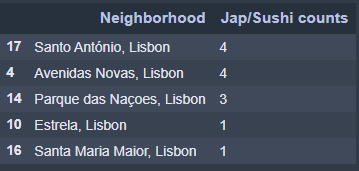 Neighborhood Jap/Sushi counts
17 Santo António, Lisbon 4
4 Avenidas Novas, Lisbon 4
14 Parque das Naçoes, Lisbon 3
10 Estrela, Lisbon 1
16 Santa Maria Maior, Lisbon 1